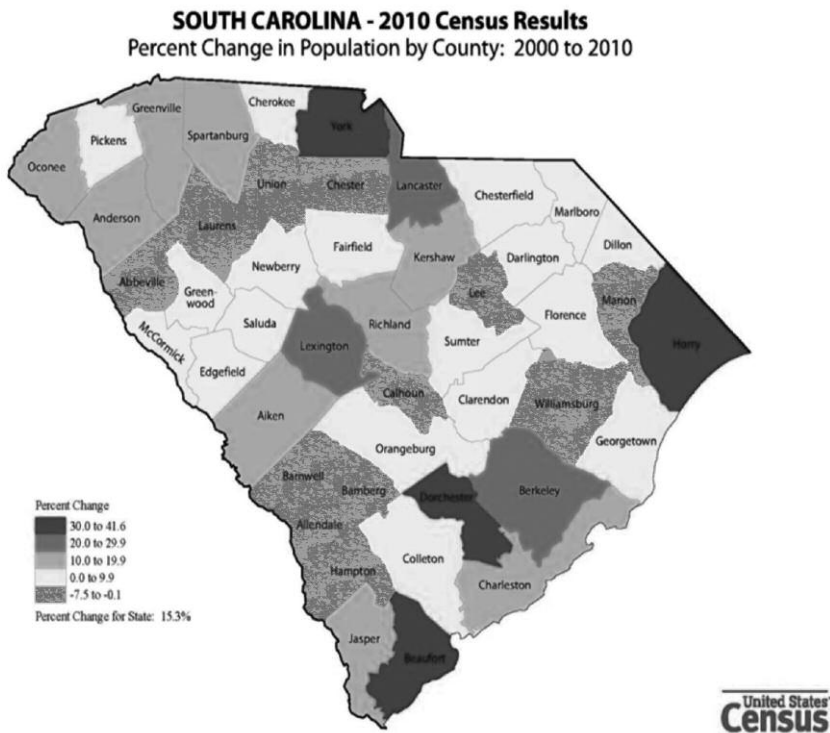 SOUTH CAROLINA - 2010 Census Results
Percent Change in Population by County: 2000 to 2010
Cherokee
York
Greenville
Spartanburg
Pickens
Oconee
Union
Chester
Lancaster
Chesterfield
Marlboro
Anderson
Laurens
Dillon
Fairfield
Kershaw
Darlington
Newberry
Abbeville
Green-
wood
Lee
Marion
Florence
Saluda
Richland
McCormick
Lexington
Sumter
Horry
Edgefield
Calhoun
Clarendon
Williamsburg
Aiken
Georgetown
Orangeburg
Barnwell
Bamberg
Dorchester
Berkeley
Allendale
Colleton
Hampton
Charleston
Jasper
Beaufort
Percent Change
30.0 to 41.6
20.0 to 29.9
10.0 to 19.9
0.0 to 9.9
-7.5 to -0.1
Percent Change for State: 15.3%
United States
Census